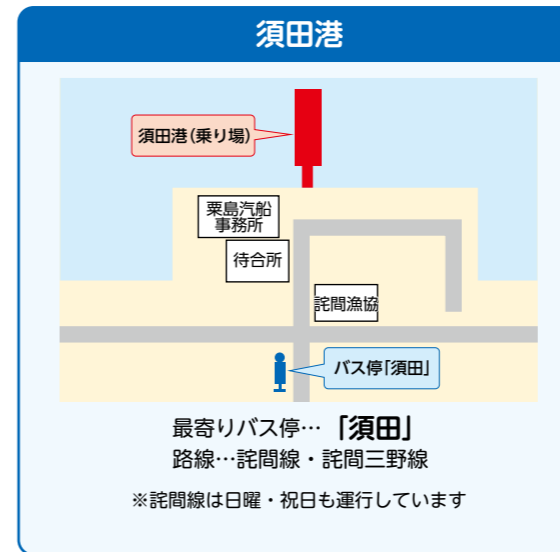 須田港
須田港（乗り場）
粟島汽船
事務所
待合所
詫間漁協
バス停「須田」
最寄りバス停…「須田」
路線…詫間線・詫間三野線
※詫間線は日曜・祝日も運行しています